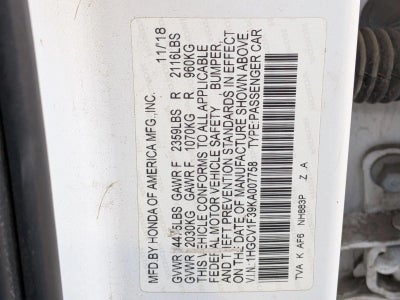 MFD BY HONDA OF AMERICA MFG.,INC. 11/18
GVWR 4475LBS GAWR F 2359LBS R 2116LBS
GVWR 2030KG GAWR F 1070KG R 960KG
THIS VEHICLE CONFORMS TO ALL APPLICABLE
FEDERAL MOTOR VEHICLE SAFETY BUMPER,
AND THEFT PREVENTION STANDARDS IN EFFECT
ON THE DATE OF MANUFACTURE SHOWN ABOVE.
V.I.N.:1HGCV1F39KA007758 TYPE:PASSENGER CAR
TVA K AF6 NH883P Z A